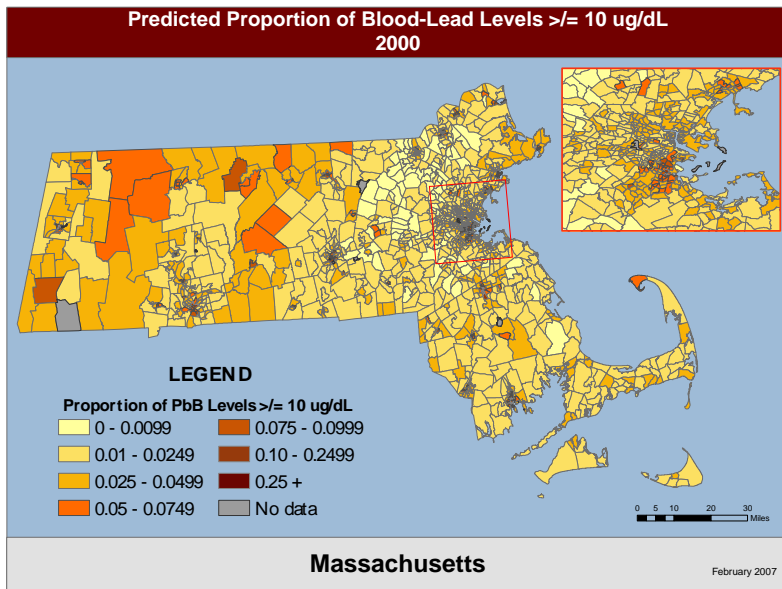 Predicted Proportion of Blood-Lead Levels >/= 10 ug/dL
2000
LEGEND
Proportion of PbB Levels >/= 10 ug/dL
0 - 0.0099
0.01 - 0.0249
0.025 - 0.0499
0.05 - 0.0749
0.075 - 0.0999
0.10 - 0.2499
0.25 +
No data
0 5 10 20 30
Miles
Massachusetts
February 2007